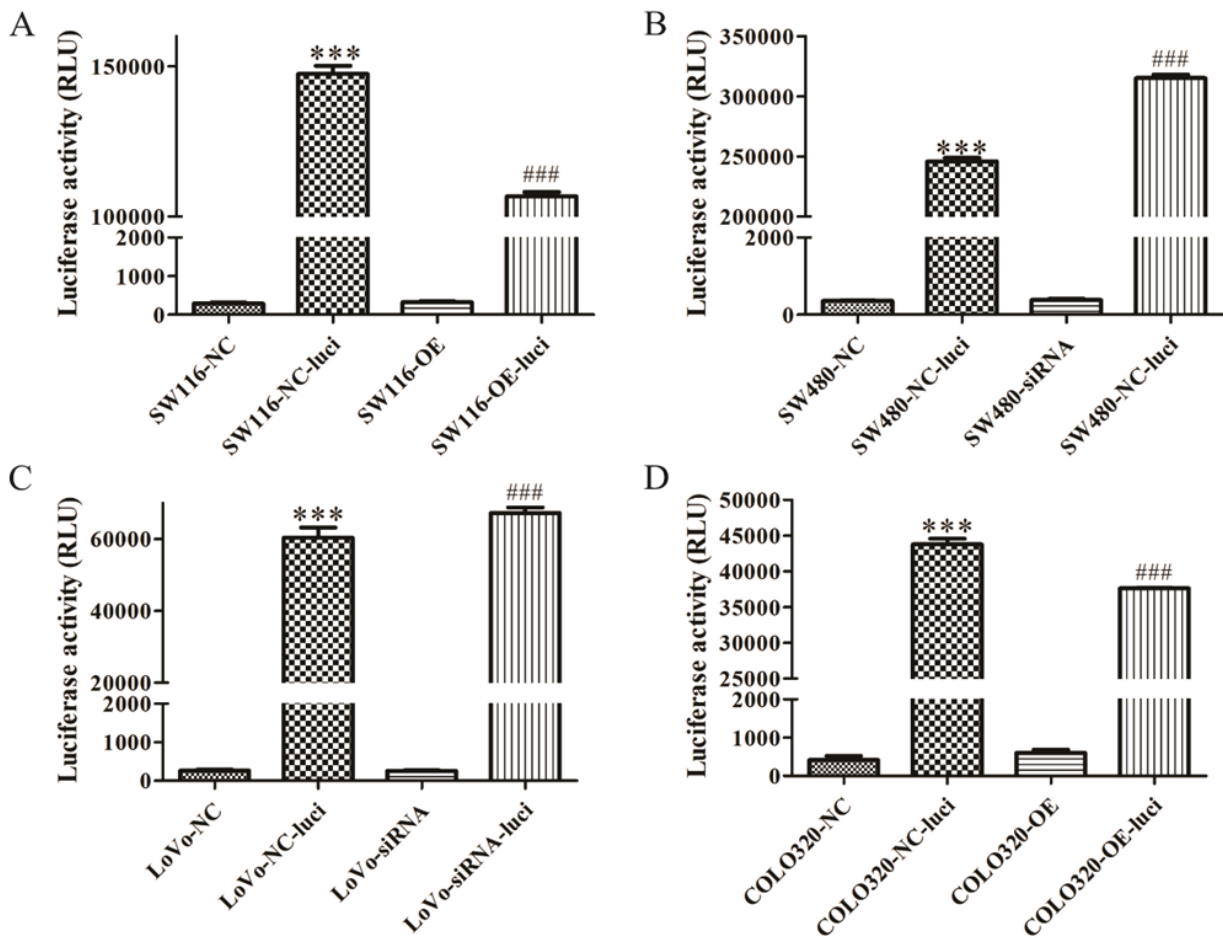 A
Luciferase activity (RLU)
150000
100000
2000
1000
0
***
###
SW116-NC
SW116-NC-luci
SW116-OE
SW116-OE-luci
B
Luciferase activity (RLU)
350000
300000
250000
200000
2000
0
***
###
SW480-NC
SW480-NC-luci
SW480-siRNA
SW480-NC-luci
C
Luciferase activity (RLU)
60000
40000
20000
2000
1000
0
***
###
LoVo-NC
LoVo-NC-luci
LoVo-siRNA
LoVo-siRNA-luci
D
Luciferase activity (RLU)
50000
45000
40000
35000
30000
25000
2000
1000
0
***
###
COLO320-NC
COLO320-NC-luci
COLO320-OE
COLO320-OE-luci